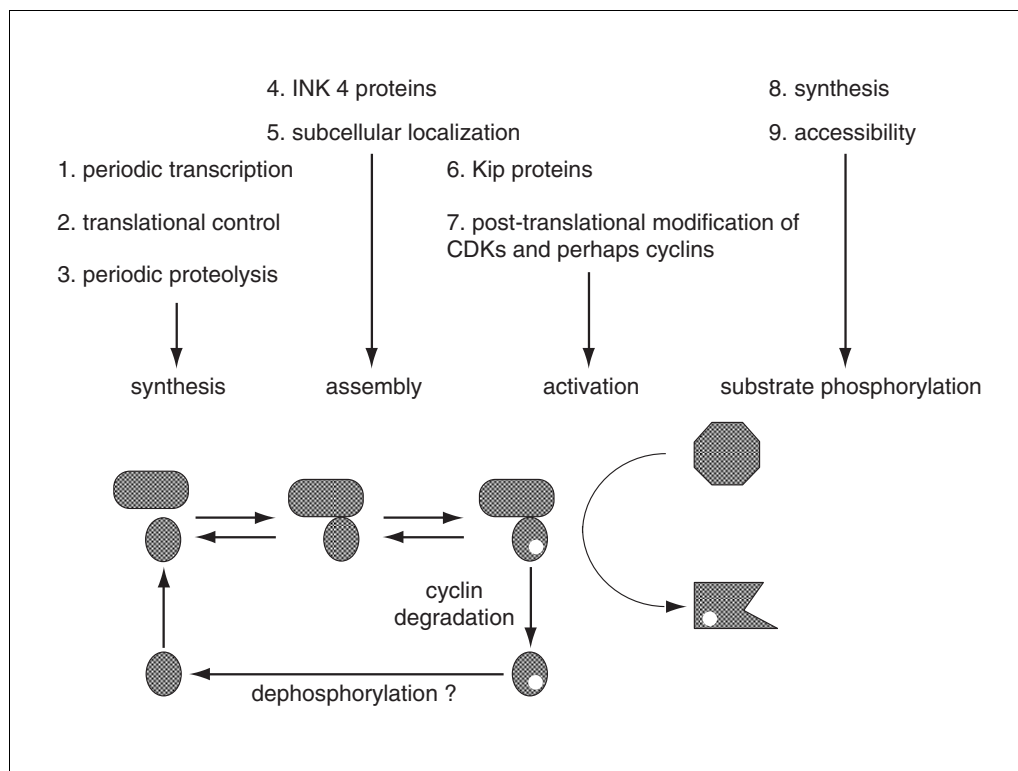 4. INK 4 proteins
5. subcellular localization
8. synthesis
9. accessibility
1. periodic transcription
2. translational control
3. periodic proteolysis
6. Kip proteins
7. post-translational modification of
CDKs and perhaps cyclins
synthesis
assembly
activation
substrate phosphorylation
cyclin
degradation
dephosphorylation ?